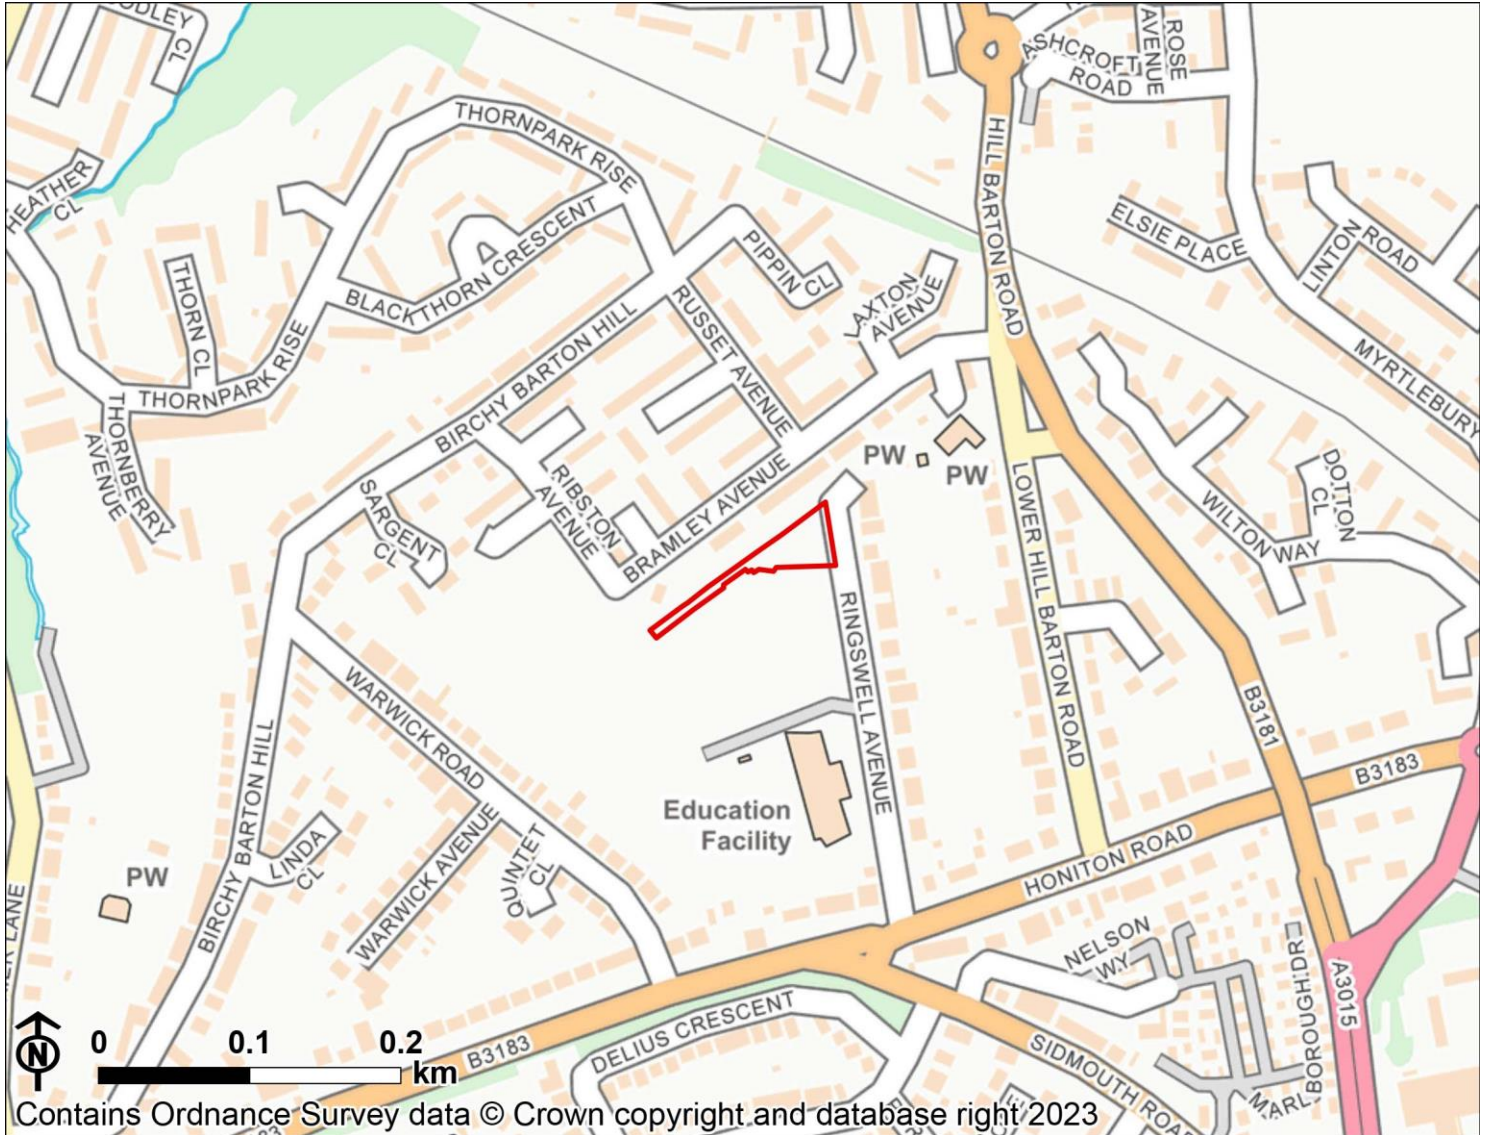 CL
ASHCROFT
ROAD
ROSE
AVENUE
HEATHER
CL
THORNPARK RISE
HILL BARTON ROAD
ELSIE PLACE
LINTON ROAD
PIPPIN CL
LAXTON
AVENUE
BLACKTHORN CRESCENT
THORN CL
THORNPARK RISE
RUSSET AVENUE
BIRCHY BARTON HILL
MYRTLEBURY
THORNBERRY
AVENUE
PW
PW
SARGENT
CL
RIBSTON
AVENUE
BRAMLEY AVENUE
DOTTON
CL
WILTON WAY
LOWER HILL BARTON ROAD
RINGSWELL AVENUE
WARWICK ROAD
B3181
B3183
BIRCHY BARTON HILL
Education
Facility
LINDA
CL
WARWICK AVENUE
QUINTET
CL
HONITON ROAD
PW
LANE
NELSON
WY
MARLBOROUGH DR
A3015
DELIUS CRESCENT
B3183
SIDMOUTH ROAD
MARL
N
0 0.1 0.2
km
Contains Ordnance Survey data © Crown copyright and database right 2023